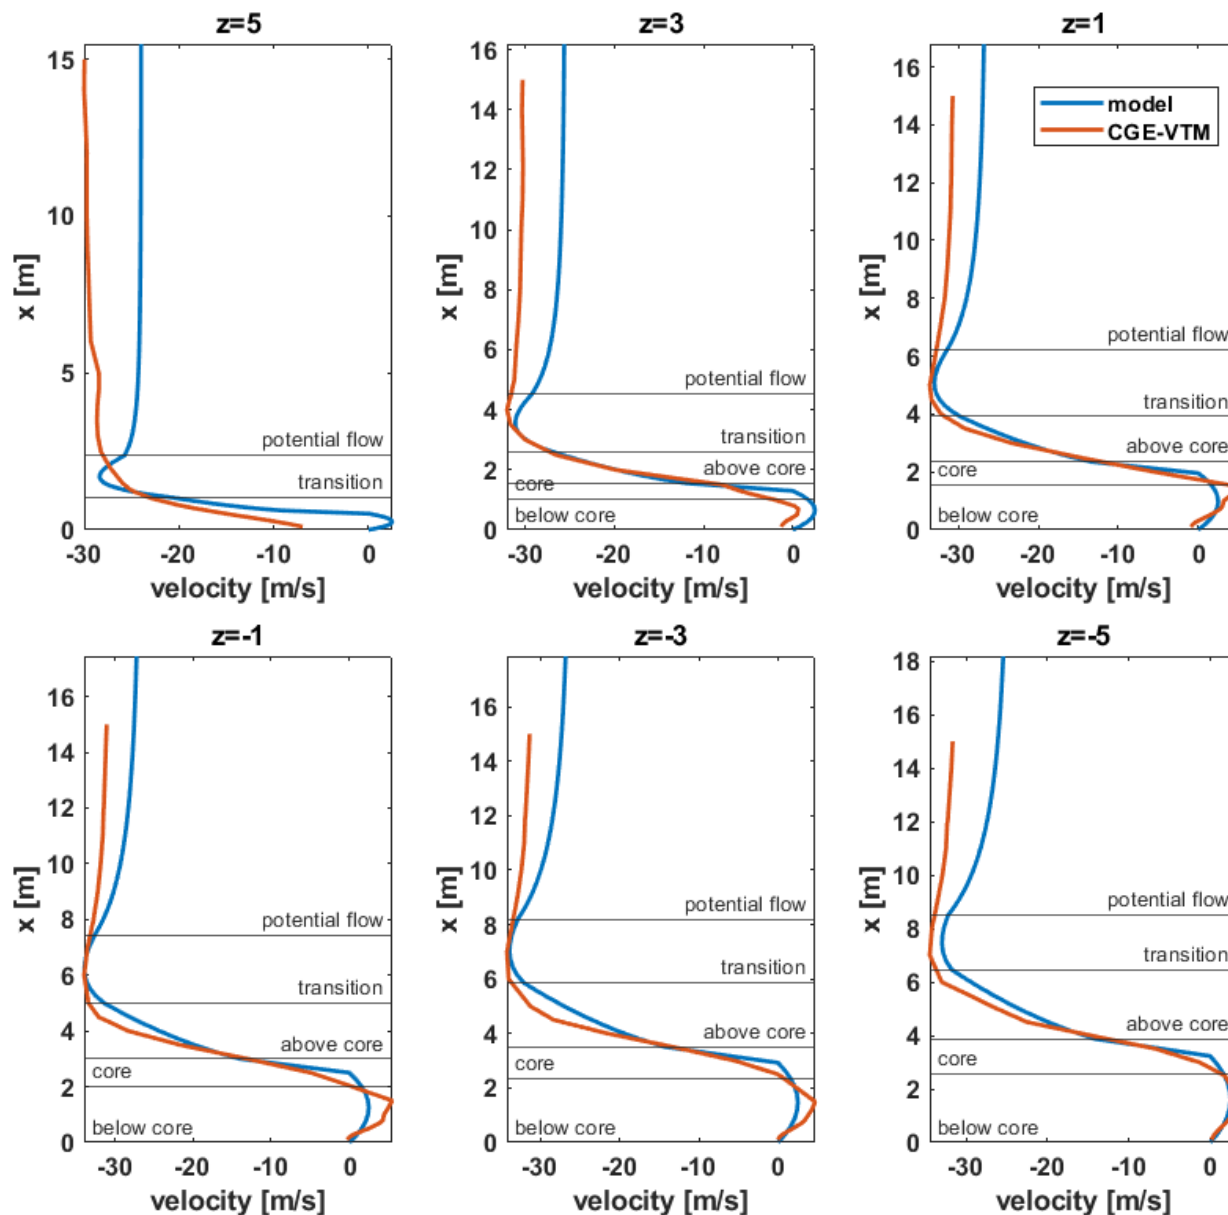 z=5
15
10
5
0
x [m]
potential flow
transition
-30 -20 -10 0
velocity [m/s]
z=3
16
14
12
10
8
6
4
2
0
x [m]
potential flow
transition
above core
core
below core
-30 -20 -10 0
velocity [m/s]
z=1
16
14
12
10
8
6
4
2
0
x [m]
model
CGE-VTM
potential flow
transition
above core
core
below core
-30 -20 -10 0
velocity [m/s]
z=-1
16
14
12
10
8
6
4
2
0
x [m]
potential flow
transition
above core
core
below core
-30 -20 -10 0
velocity [m/s]
z=-3
16
14
12
10
8
6
4
2
0
x [m]
potential flow
transition
above core
core
below core
-30 -20 -10 0
velocity [m/s]
z=-5
18
16
14
12
10
8
6
4
2
0
x [m]
potential flow
transition
above core
core
below core
-30 -20 -10 0
velocity [m/s]